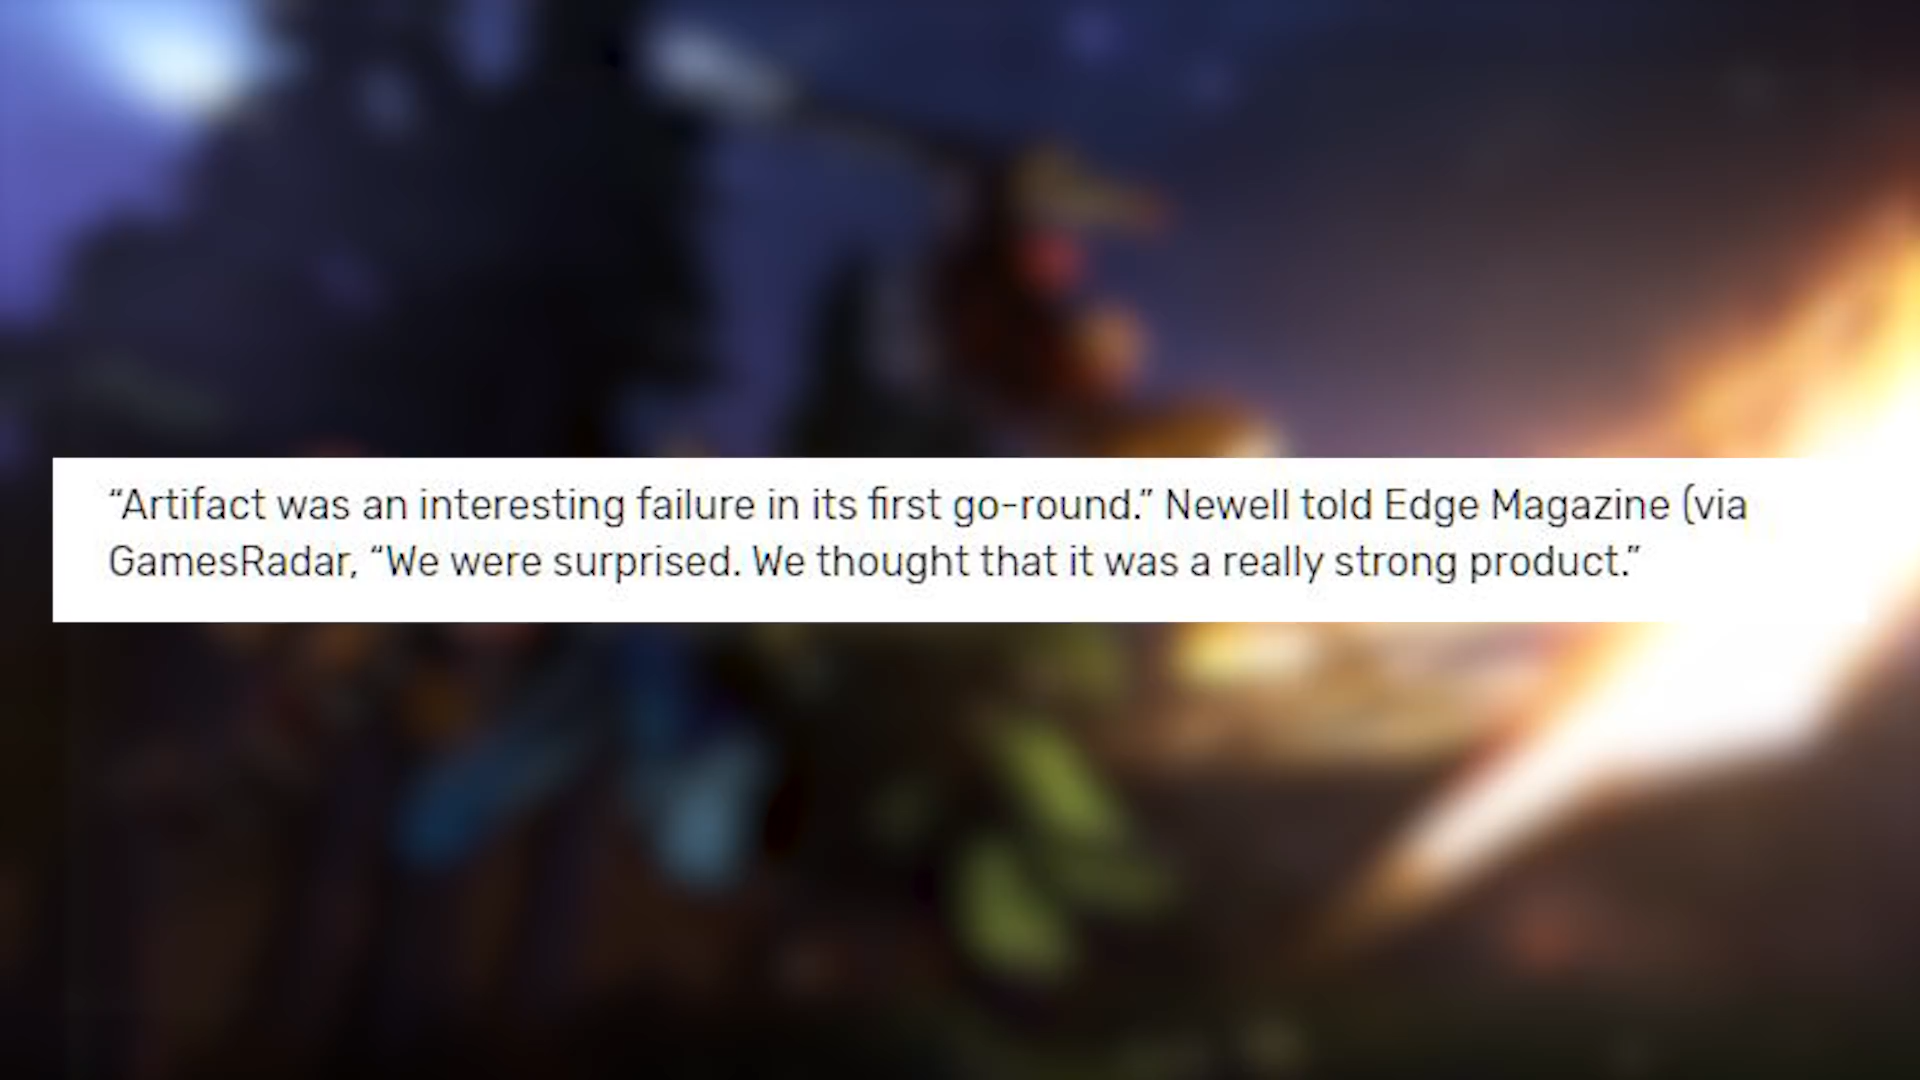 “Artifact was an interesting failure in its first go-round.” Newell told Edge Magazine (via
GamesRadar, “We were surprised. We thought that it was a really strong product.”